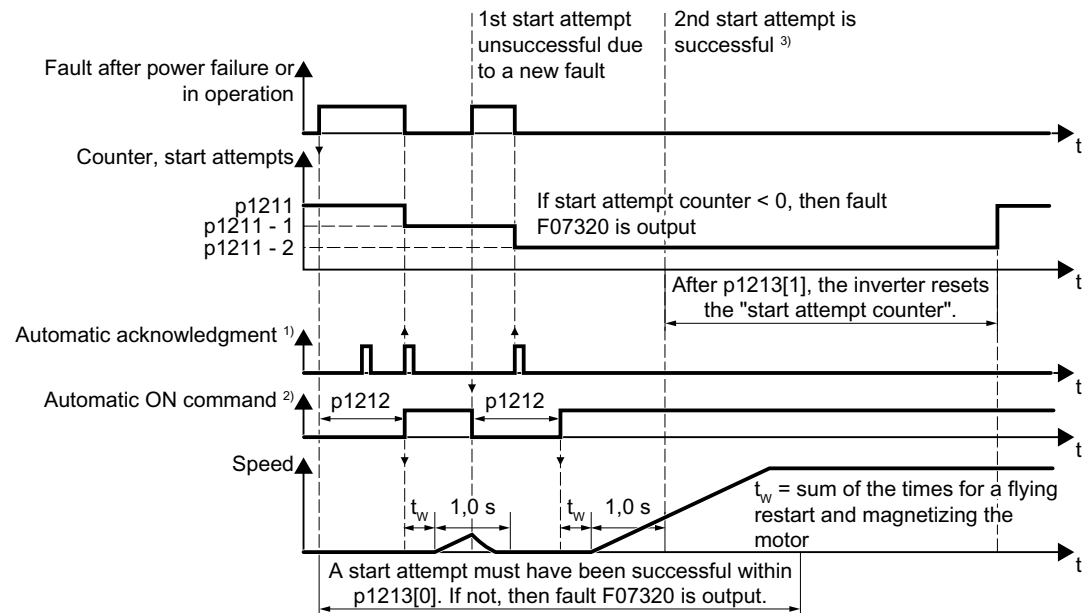 1st start attempt
unsuccessful due
to a new fault
2nd start attempt is
successful 3)
Fault after power failure or
in operation
t
Counter, start attempts
p1211
p1211 - 1
p1211 - 2
If start attempt counter < 0, then fault
F07320 is output
t
After p1213[1], the inverter resets
the "start attempt counter".
Automatic acknowledgment 1)
t
Automatic ON command 2)
p1212
p1212
t
Speed
tw
1,0 s
tw
1,0 s
tw = sum of the times for a flying
restart and magnetizing the
motor
t
A start attempt must have been successful within
p1213[0]. If not, then fault F07320 is output.